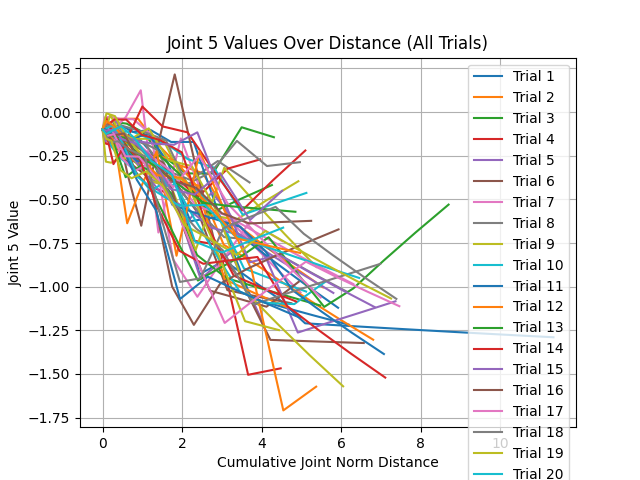 Joint 5 Values Over Distance (All Trials)
0.25
0.00
−0.25
−0.50
−0.75
−1.00
−1.25
−1.50
−1.75
Joint 5 Value
0
2
4
6
8
10
Cumulative Joint Norm Distance
Trial 1
Trial 2
Trial 3
Trial 4
Trial 5
Trial 6
Trial 7
Trial 8
Trial 9
Trial 10
Trial 11
Trial 12
Trial 13
Trial 14
Trial 15
Trial 16
Trial 17
Trial 18
Trial 19
Trial 20